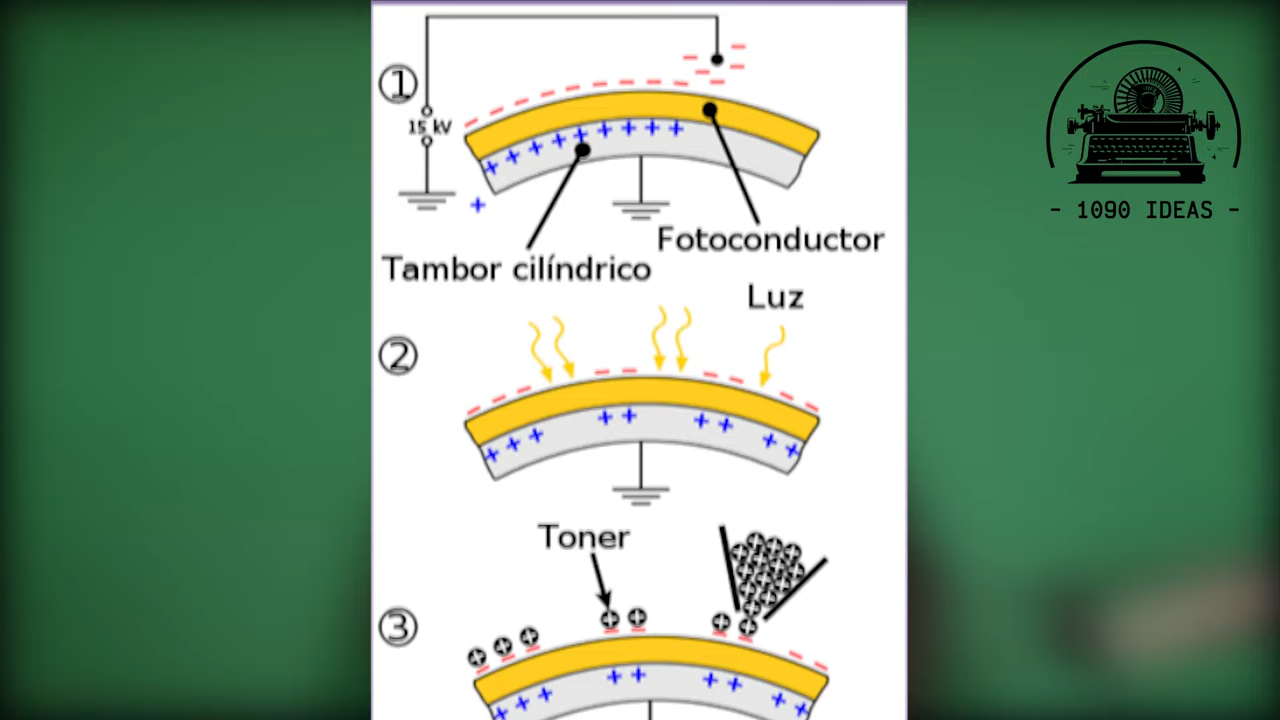 ①
15 kV
Tambor cilíndrico
Fotoconductor
Luz
②
Toner
③
- 1090 IDEAS -